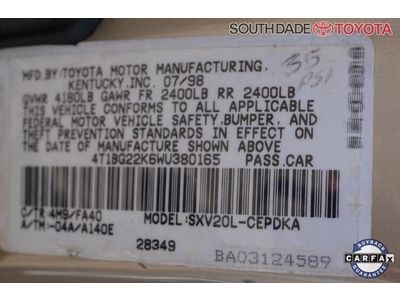 SOUTH DADE TOYOTA
35
PSI
MFD.BY:TOYOTA MOTOR MANUFACTURING,
KENTUCKY,INC. 07/98
GVWR 4180LB GAWR FR 2400LB RR 2400LB
THIS VEHICLE CONFORMS TO ALL APPLICABLE
FEDERAL MOTOR VEHICLE SAFETY,BUMPER, AND
THEFT PREVENTION STANDARDS IN EFFECT ON
THE DATE OF MANUFACTURE SHOWN ABOVE.
4T1BG22K6WU380165 PASS.CAR
C/TR:4M9/FA40 MODEL:SXV20L-CEPDKA
A/TM:-04A/A140E
28349
BA03124589
BUYBACK
CARFAX
GUARANTEE